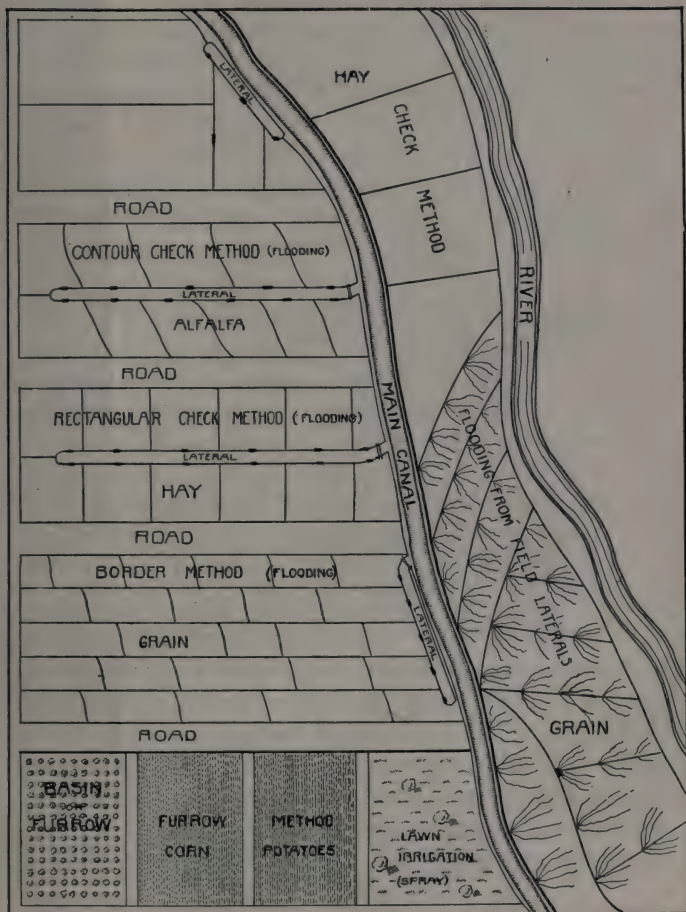 LATERAL
HAY
CHECK
METHOD
RIVER
ROAD
CONTOUR CHECK METHOD (FLOODING)
LATERAL
ALFALFA
ROAD
MAIN CANAL
RECTANGULAR CHECK METHOD (FLOODING)
LATERAL
HAY
FLOODING FROM FIELD LATERALS
ROAD
BORDER METHOD (FLOODING)
LATERAL
GRAIN
GRAIN
ROAD
BASIN
OR
FURROW
FURROW
CORN
METHOD
POTATOES
LAWN
IRRIGATION
(SPRAY)